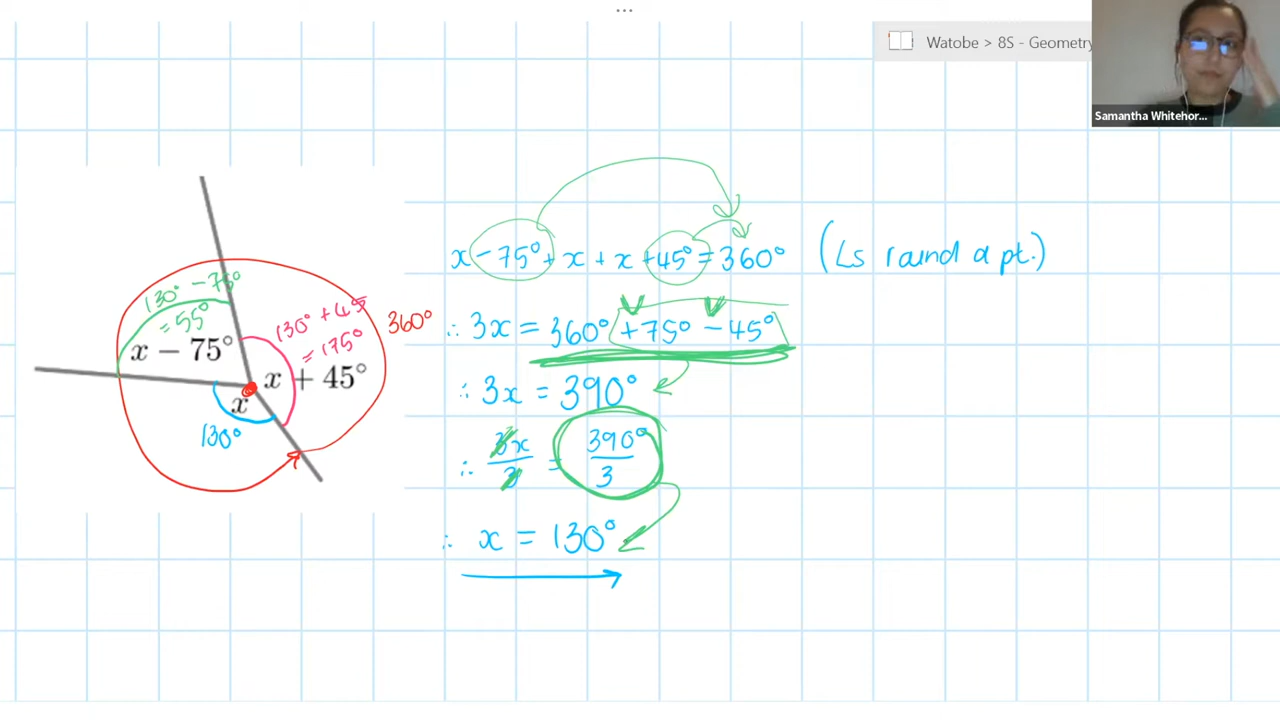 ...
Watobe > 8S - Geometry
Samantha Whitehor...
x - 75° + x + x + 45° = 360° (∠s round a pt.)
∴ 3x = 360° + 75° - 45°
∴ 3x = 390°
∴ 3x/3 = 390°/3
∴ x = 130°
130° - 75°
= 55°
x − 75°
130° + 45
= 175°
360°
x + 45°
x
130°